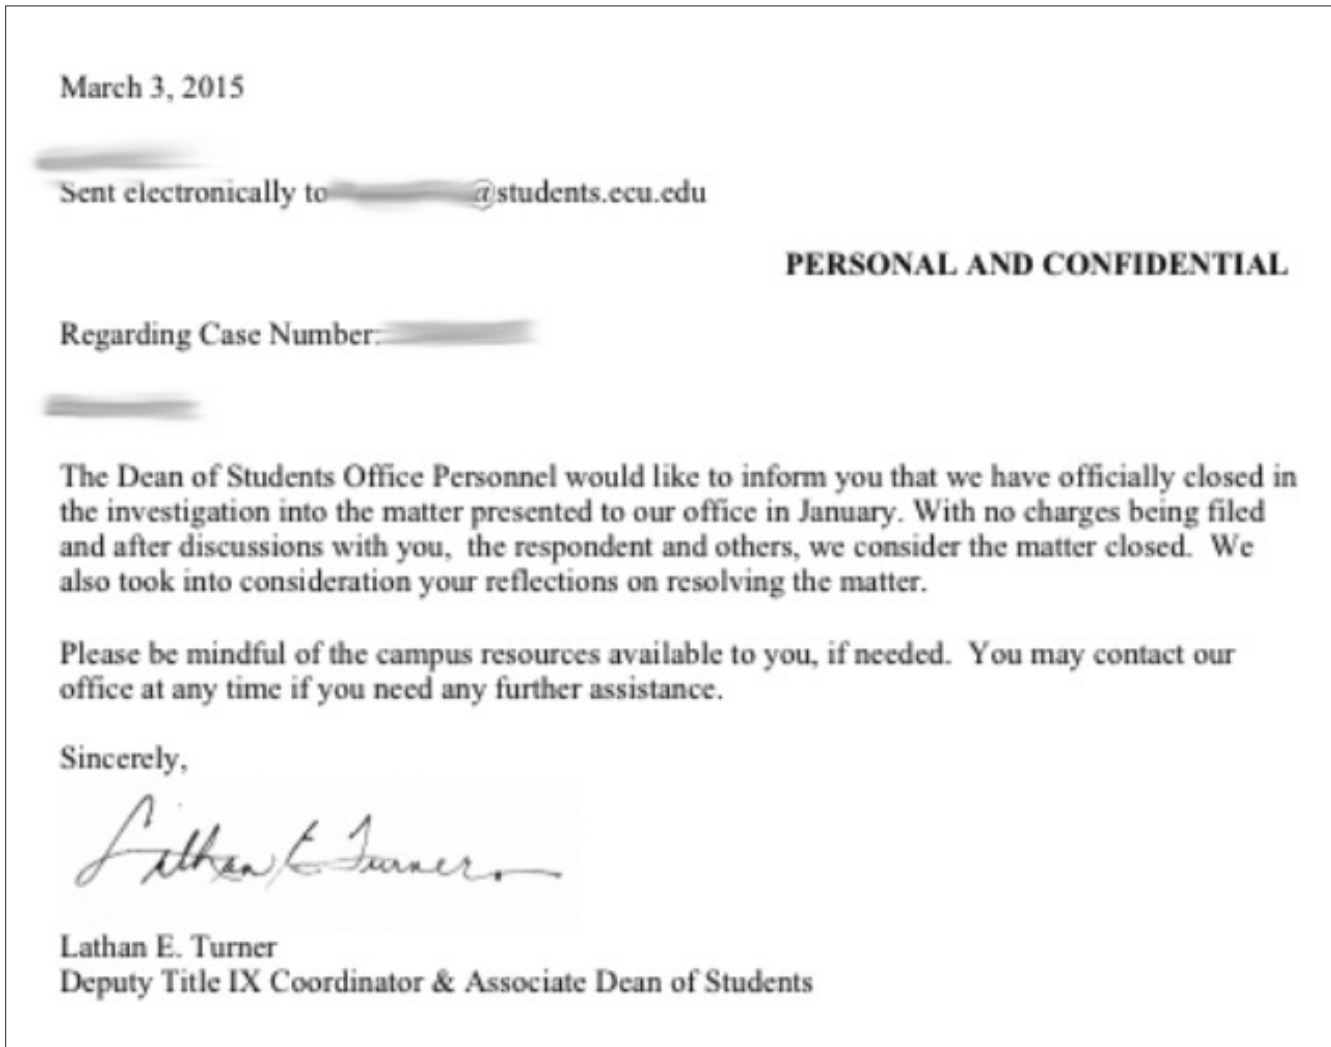 March 3, 2015
Sent electronically to @students.ecu.edu
PERSONAL AND CONFIDENTIAL
Regarding Case Number:
The Dean of Students Office Personnel would like to inform you that we have officially closed in
the investigation into the matter presented to our office in January. With no charges being filed
and after discussions with you,  the respondent and others, we consider the matter closed.  We
also took into consideration your reflections on resolving the matter.
Please be mindful of the campus resources available to you, if needed.  You may contact our
office at any time if you need any further assistance.
Sincerely,
Lathan E Turner
Lathan E. Turner
Deputy Title IX Coordinator & Associate Dean of Students